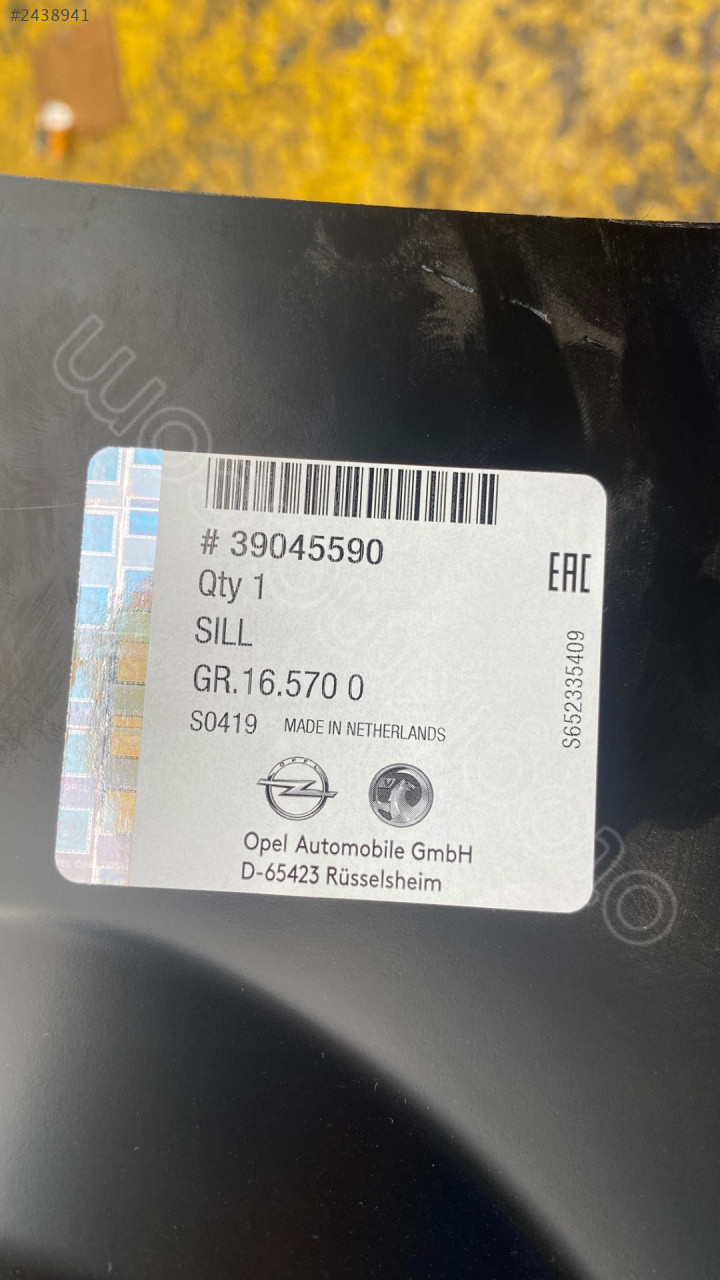 #2438941
# 39045590
EAC
Qty 1
SILL
GR.16.570 0
S652335409
S0419 MADE IN NETHERLANDS
OPEL
Opel Automobile GmbH
D-65423 Rüsselsheim